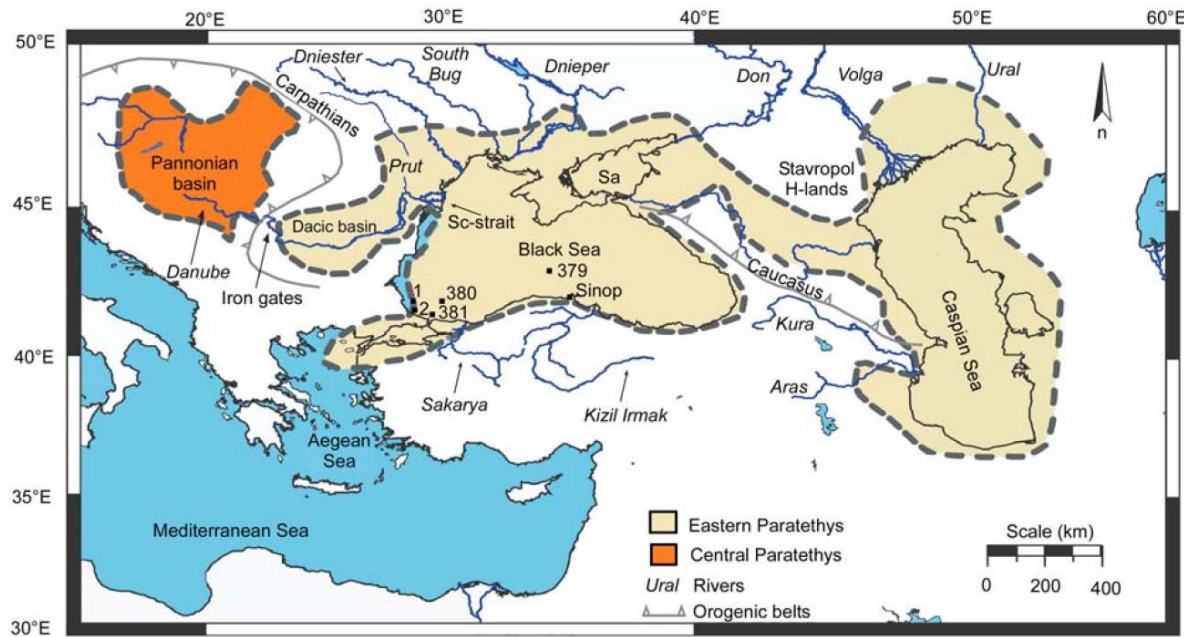 20°E
30°E
40°E
50°E
60°E
50°E
45°E
40°E
35°E
30°E
Dniester
South
Bug
Dnieper
Don
Volga
Ural
Carpathians
Pannonian
basin
Prut
Sa
Stavropol
H-lands
Dacic basin
Sc-strait
Danube
Iron gates
Black Sea
379
Sinop
1
2
380
381
Caucasus
Caspian Sea
Kura
Aras
Sakarya
Kizil Irmak
Aegean
Sea
Mediterranean Sea
Eastern Paratethys
Central Paratethys
Ural Rivers
Orogenic belts
Scale (km)
0 200 400
n